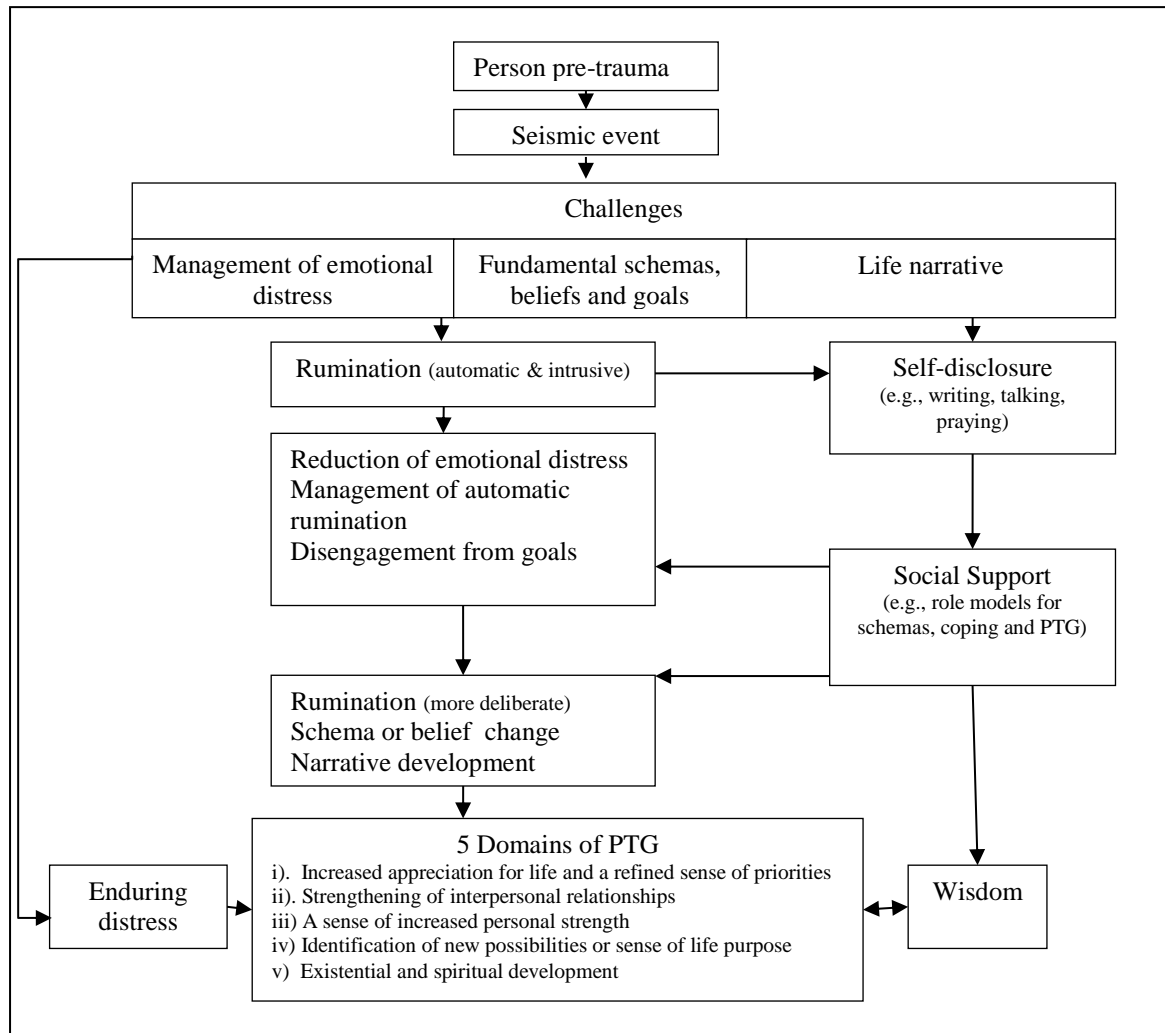 Person pre-trauma
Seismic event
Challenges
Management of emotional
distress
Fundamental schemas,
beliefs and goals
Life narrative
Rumination (automatic & intrusive)
Self-disclosure
(e.g., writing, talking,
praying)
Reduction of emotional distress
Management of automatic
rumination
Disengagement from goals
Social Support
(e.g., role models for
schemas, coping and PTG)
Rumination (more deliberate)
Schema or belief change
Narrative development
5 Domains of PTG
i). Increased appreciation for life and a refined sense of priorities
ii). Strengthening of interpersonal relationships
iii) A sense of increased personal strength
iv) Identification of new possibilities or sense of life purpose
v) Existential and spiritual development
Enduring
distress
Wisdom